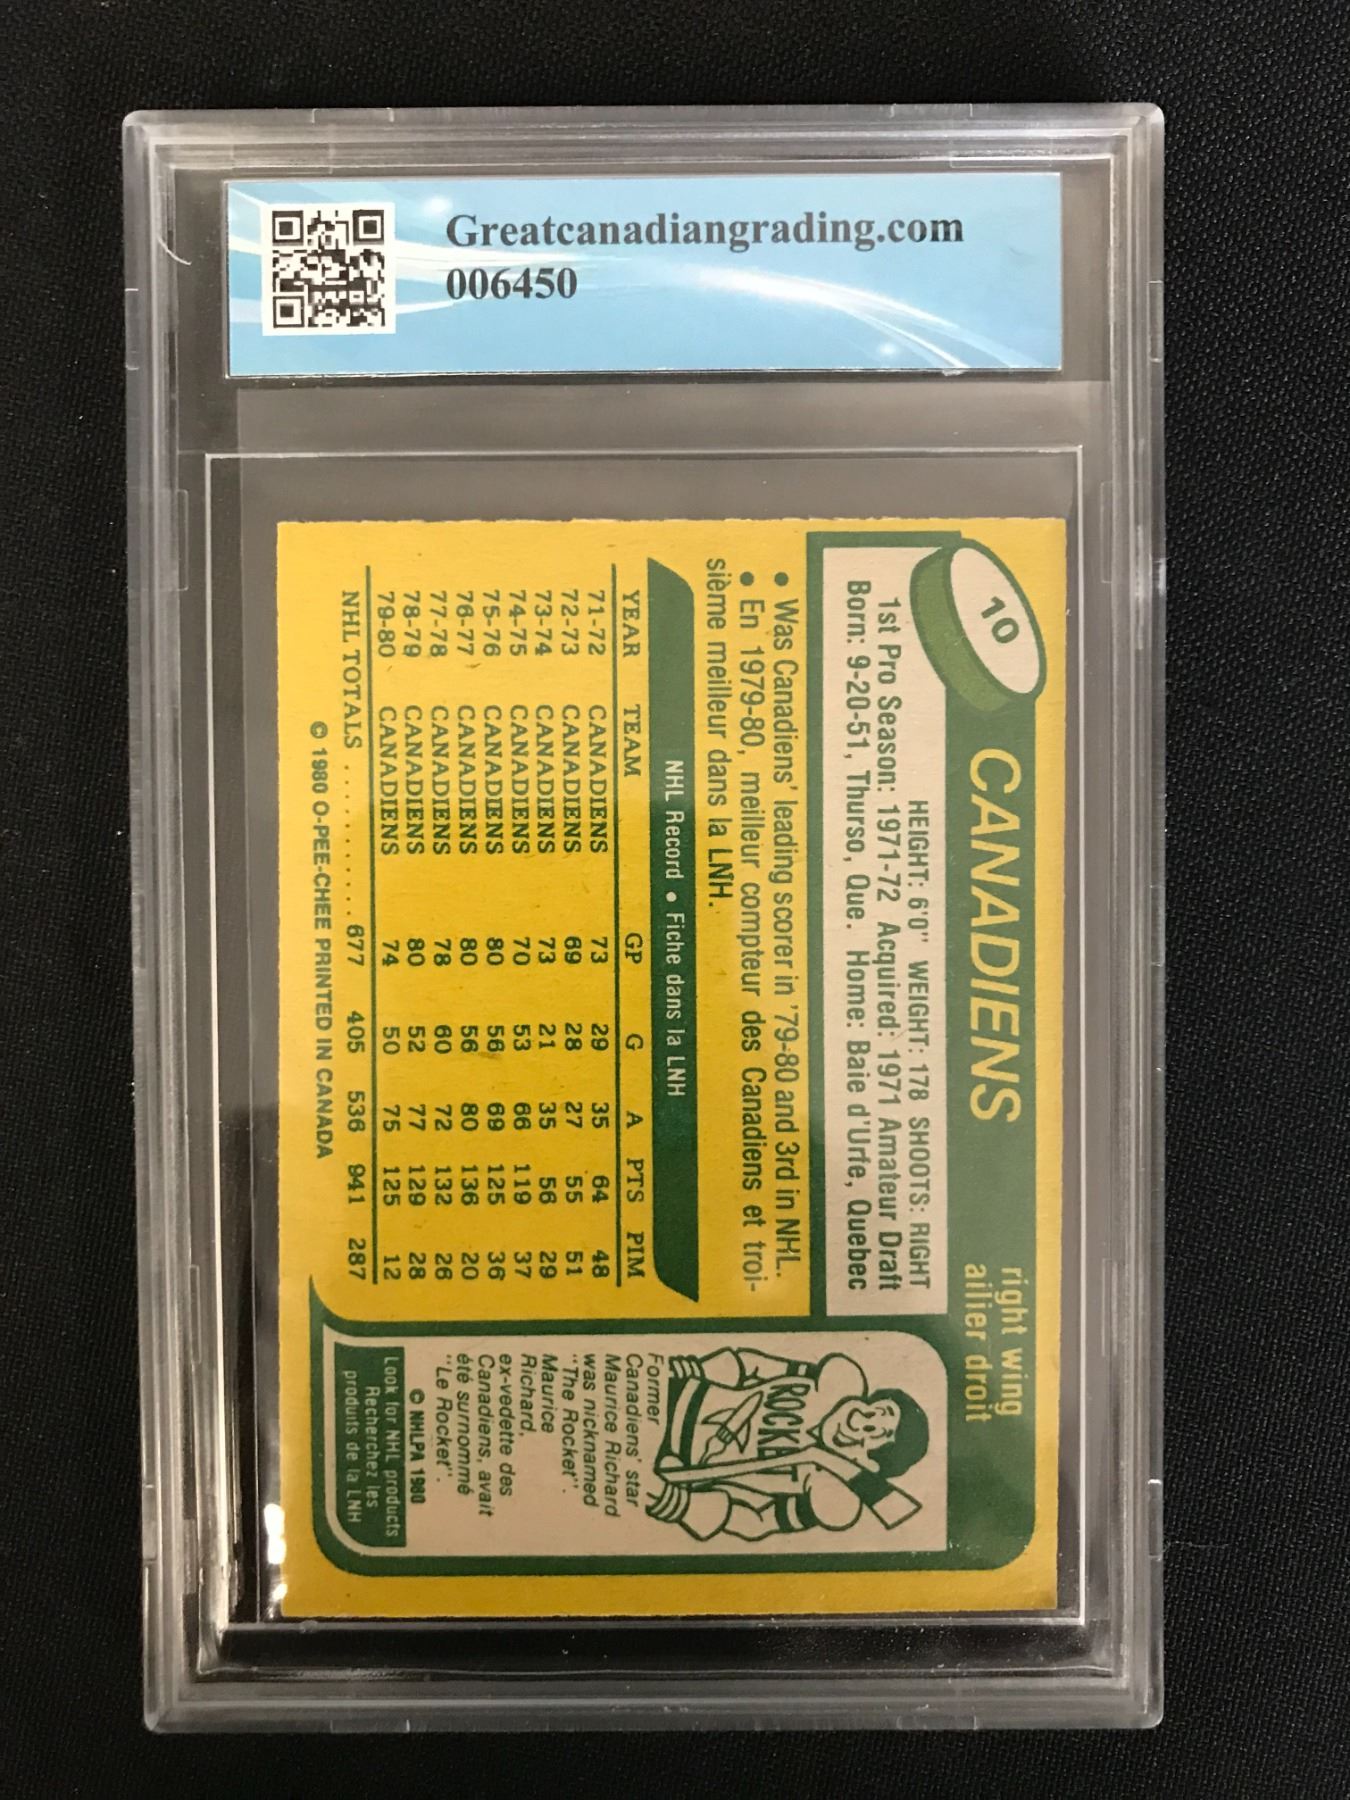 Greatcanadiangrading.com
006450
10
CANADIENS
right wing
ailier droit
HEIGHT: 6'0" WEIGHT: 178 SHOOTS: RIGHT
1st Pro Season: 1971-72 Acquired: 1971 Amateur Draft
Born: 9-20-51, Thurso, Que. Home: Baie d'Urfe, Quebec
• Was Canadiens' leading scorer in '79-80 and 3rd in NHL.
• En 1979-80, meilleur compteur des Canadiens et troi-
sième meilleur dans la LNH.
NHL Record • Fiche dans la LNH
YEAR TEAM GP G A PTS PIM
71-72 CANADIENS 73 29 35 64 48
72-73 CANADIENS 69 28 27 55 51
73-74 CANADIENS 73 21 35 56 29
74-75 CANADIENS 70 53 66 119 37
75-76 CANADIENS 80 56 69 125 36
76-77 CANADIENS 80 56 80 136 20
77-78 CANADIENS 78 60 72 132 26
78-79 CANADIENS 80 52 77 129 28
79-80 CANADIENS 74 50 75 125 12
NHL TOTALS ............ 677 405 536 941 287
© 1980 O-PEE-CHEE PRINTED IN CANADA
ROCKET
Former
Canadiens' star
Maurice Richard
was nicknamed
"The Rocket".
Maurice
Richard,
ex-vedette des
Canadiens, avait
été surnommé
"Le Rocket".
© NHLPA 1980
Look for NHL products
Recherchez les
produits de la LNH